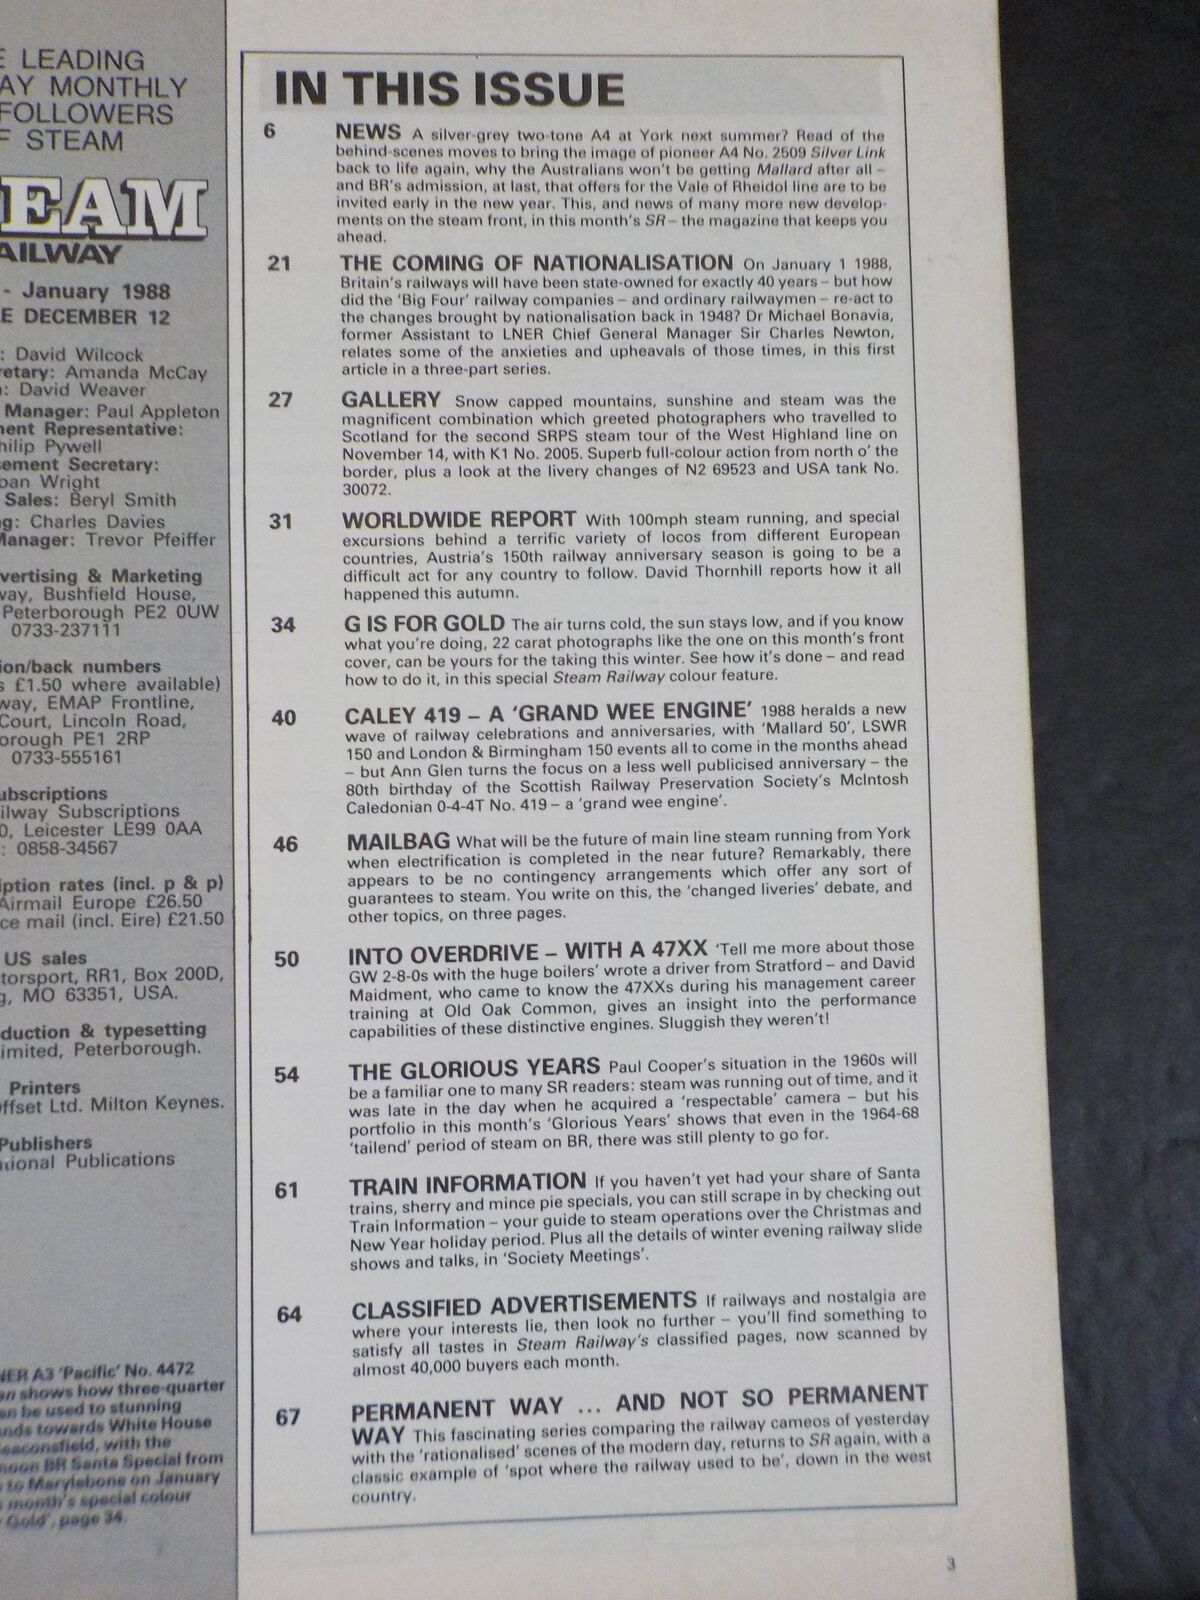 E LEADING
AY MONTHLY
FOLLOWERS
F STEAM
EAM
AILWAY
- January 1988
LE DECEMBER 12
: David Wilcock
retary: Amanda McCay
: David Weaver
Manager: Paul Appleton
ment Representative:
hilip Pywell
sement Secretary:
oan Wright
Sales: Beryl Smith
g: Charles Davies
Manager: Trevor Pfeiffer
vertising & Marketing
way, Bushfield House,
Peterborough PE2 0UW
0733-237111
ion/back numbers
s £1.50 where available)
way, EMAP Frontline,
Court, Lincoln Road,
orough PE1 2RP
0733-555161
ubscriptions
ilway Subscriptions
0, Leicester LE99 0AA
: 0858-34567
iption rates (incl. p & p)
Airmail Europe £26.50
ce mail (incl. Eire) £21.50
US sales
torsport, RR1, Box 200D,
g, MO 63351, USA.
duction & typesetting
imited, Peterborough.
Printers
ffset Ltd. Milton Keynes.
Publishers
tional Publications
NER A3 'Pacific' No. 4472
an shows how three-quarter
an be used to stunning
nds towards White House
eaconsfield, with the
noon BR Santa Special from
to Marylebone on January
month's special colour
Gold', page 34.
IN THIS ISSUE
6 NEWS A silver-grey two-tone A4 at York next summer? Read of the
behind-scenes moves to bring the image of pioneer A4 No. 2509 Silver Link
back to life again, why the Australians won't be getting Mallard after all –
and BR's admission, at last, that offers for the Vale of Rheidol line are to be
invited early in the new year. This, and news of many more new develop-
ments on the steam front, in this month's SR – the magazine that keeps you
ahead.
21 THE COMING OF NATIONALISATION On January 1 1988,
Britain's railways will have been state-owned for exactly 40 years – but how
did the 'Big Four' railway companies – and ordinary railwaymen – re-act to
the changes brought by nationalisation back in 1948? Dr Michael Bonavia,
former Assistant to LNER Chief General Manager Sir Charles Newton,
relates some of the anxieties and upheavals of those times, in this first
article in a three-part series.
27 GALLERY Snow capped mountains, sunshine and steam was the
magnificent combination which greeted photographers who travelled to
Scotland for the second SRPS steam tour of the West Highland line on
November 14, with K1 No. 2005. Superb full-colour action from north o' the
border, plus a look at the livery changes of N2 69523 and USA tank No.
30072.
31 WORLDWIDE REPORT With 100mph steam running, and special
excursions behind a terrific variety of locos from different European
countries, Austria's 150th railway anniversary season is going to be a
difficult act for any country to follow. David Thornhill reports how it all
happened this autumn.
34 G IS FOR GOLD The air turns cold, the sun stays low, and if you know
what you're doing, 22 carat photographs like the one on this month's front
cover, can be yours for the taking this winter. See how it's done – and read
how to do it, in this special Steam Railway colour feature.
40 CALEY 419 – A 'GRAND WEE ENGINE' 1988 heralds a new
wave of railway celebrations and anniversaries, with 'Mallard 50', LSWR
150 and London & Birmingham 150 events all to come in the months ahead
– but Ann Glen turns the focus on a less well publicised anniversary – the
80th birthday of the Scottish Railway Preservation Society's McIntosh
Caledonian 0-4-4T No. 419 – a 'grand wee engine'.
46 MAILBAG What will be the future of main line steam running from York
when electrification is completed in the near future? Remarkably, there
appears to be no contingency arrangements which offer any sort of
guarantees to steam. You write on this, the 'changed liveries' debate, and
other topics, on three pages.
50 INTO OVERDRIVE – WITH A 47XX 'Tell me more about those
GW 2-8-0s with the huge boilers' wrote a driver from Stratford – and David
Maidment, who came to know the 47XXs during his management career
training at Old Oak Common, gives an insight into the performance
capabilities of these distinctive engines. Sluggish they weren't!
54 THE GLORIOUS YEARS Paul Cooper's situation in the 1960s will
be a familiar one to many SR readers: steam was running out of time, and it
was late in the day when he acquired a 'respectable' camera – but his
portfolio in this month's 'Glorious Years' shows that even in the 1964-68
'tailend' period of steam on BR, there was still plenty to go for.
61 TRAIN INFORMATION If you haven't yet had your share of Santa
trains, sherry and mince pie specials, you can still scrape in by checking out
Train Information – your guide to steam operations over the Christmas and
New Year holiday period. Plus all the details of winter evening railway slide
shows and talks, in 'Society Meetings'.
64 CLASSIFIED ADVERTISEMENTS If railways and nostalgia are
where your interests lie, then look no further – you'll find something to
satisfy all tastes in Steam Railway's classified pages, now scanned by
almost 40,000 buyers each month.
67 PERMANENT WAY ... AND NOT SO PERMANENT
WAY This fascinating series comparing the railway cameos of yesterday
with the 'rationalised' scenes of the modern day, returns to SR again, with a
classic example of 'spot where the railway used to be', down in the west
country.
3